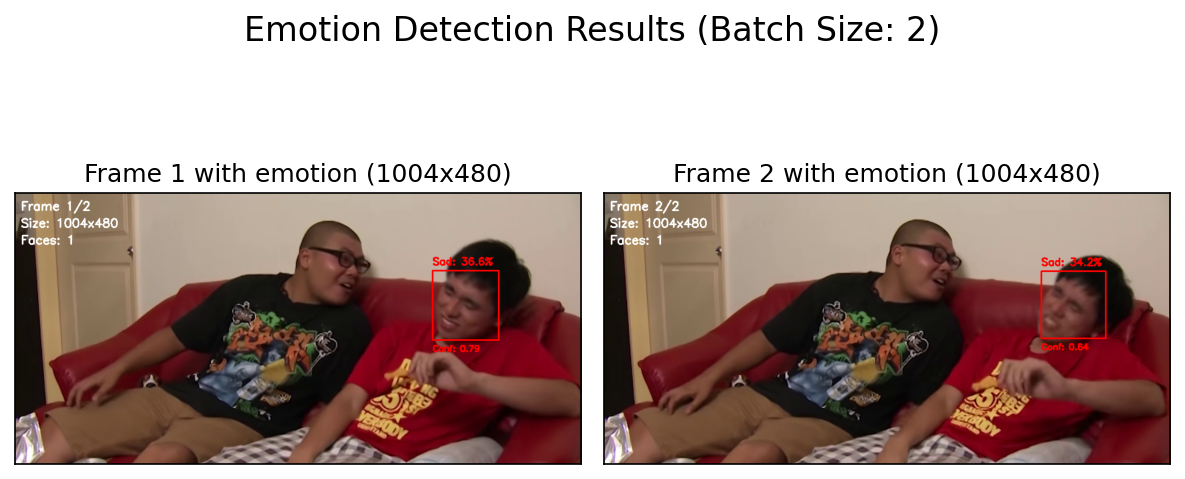 Emotion Detection Results (Batch Size: 2)
Frame 1 with emotion (1004x480)
Frame 1/2
Size: 1004x480
Faces: 1
Sad: 36.6%
Conf: 0.79
Frame 2 with emotion (1004x480)
Frame 2/2
Size: 1004x480
Faces: 1
Sad: 34.2%
Conf: 0.64